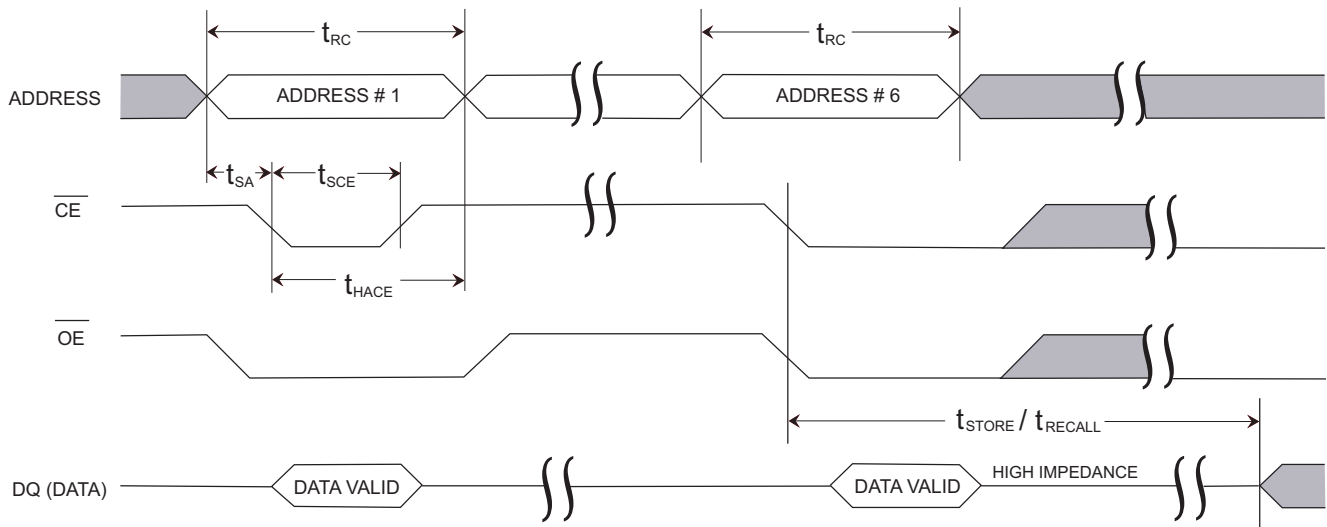 tRC
tRC
ADDRESS
ADDRESS # 1
ADDRESS # 6
tSA
tSCE
CE
tHACE
OE
tSTORE / tRECALL
DQ (DATA)
DATA VALID
DATA VALID
HIGH IMPEDANCE